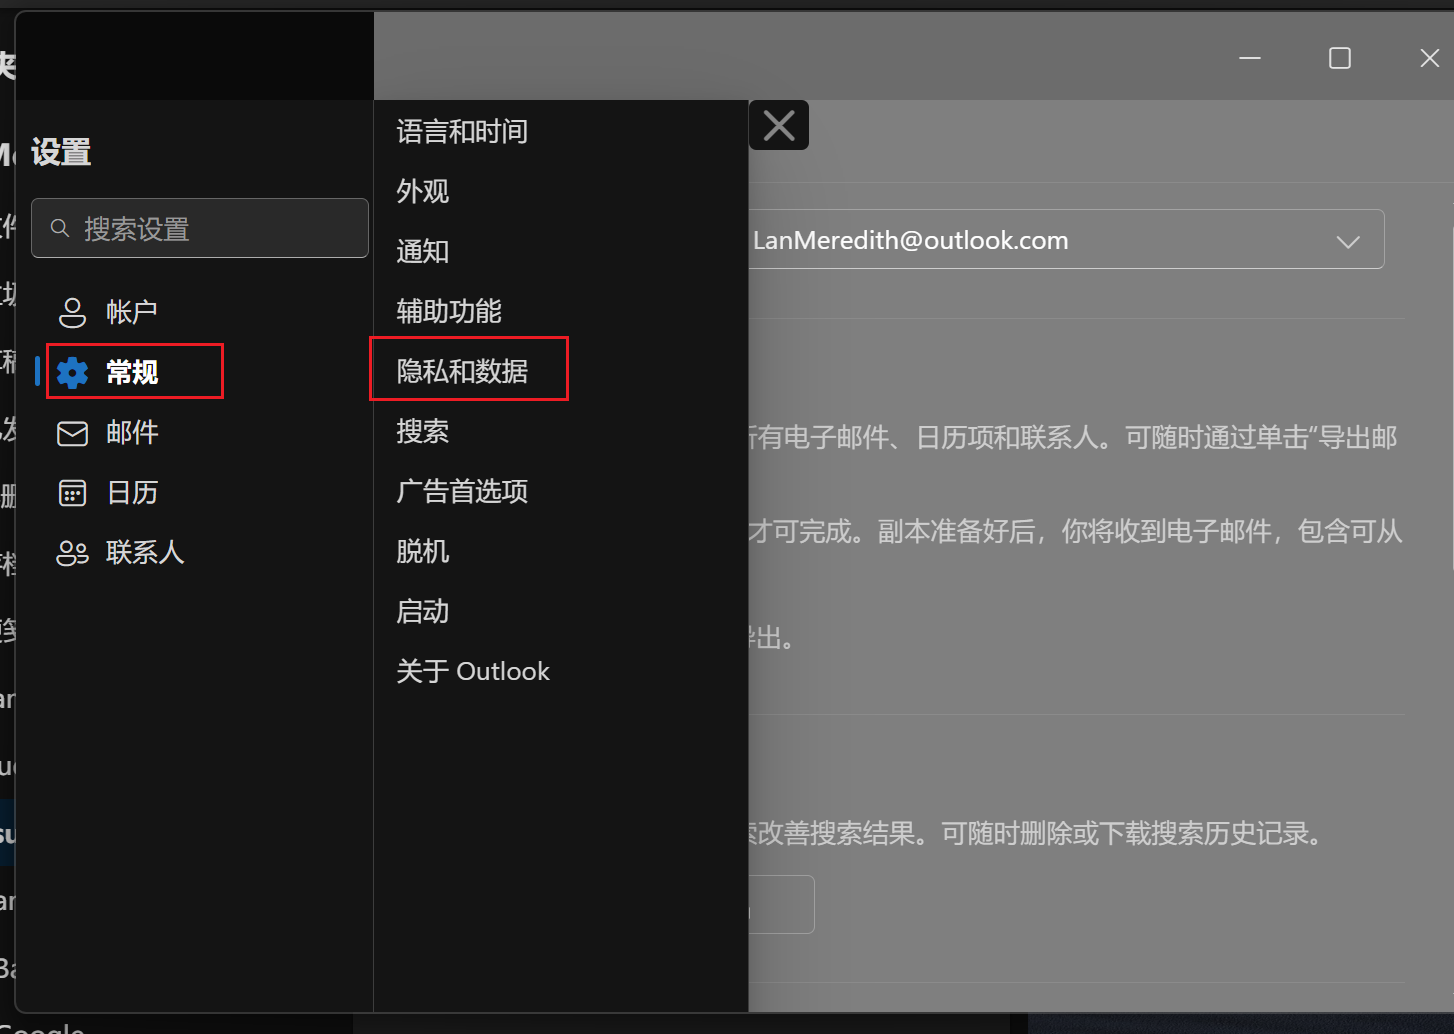 设置
搜索设置
帐户
常规
邮件
日历
联系人
语言和时间
外观
通知
辅助功能
隐私和数据
搜索
广告首选项
脱机
启动
关于 Outlook
LanMeredith@outlook.com
所有电子邮件、日历项和联系人。可随时通过单击“导出邮
才可完成。副本准备好后，你将收到电子邮件，包含可从
导出。
改善搜索结果。可随时删除或下载搜索历史记录。
Google